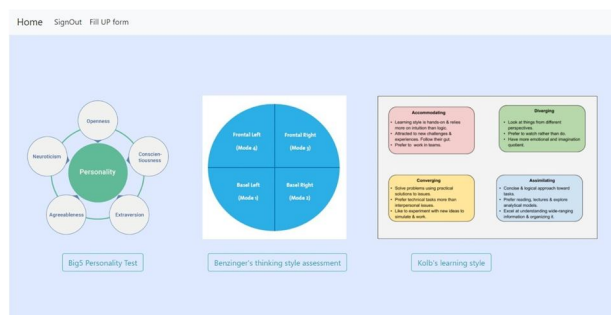 Home SignOut Fill UP form
Openness
Neuroticism
Conscien-
tiousness
Personality
Agreeableness
Extraversion
Frontal Left
(Mode 4)
Frontal Right
(Mode 3)
Basal Left
(Mode 1)
Basal Right
(Mode 2)
Accommodating
• Learning style is hands-on & relies
more on intuition than logic.
• Attracted to new challenges &
experiences. Follow their gut.
• Prefer to work in teams.
Diverging
• Look at things from different
perspectives.
• Prefer to watch rather than do.
• Have more emotional and imagination
quotient.
Converging
• Solve problems using practical
solutions to issues.
• Prefer technical tasks more than
interpersonal issues.
• Like to experiment with new ideas to
simulate & work.
Assimilating
• Concise & logical approach toward
tasks.
• Prefer reading, lectures & explore
analytical models.
• Excel at understanding wide-ranging
information & organizing it.
Big5 Personality Test
Benzinger's thinking style assessment
Kolb's learning style